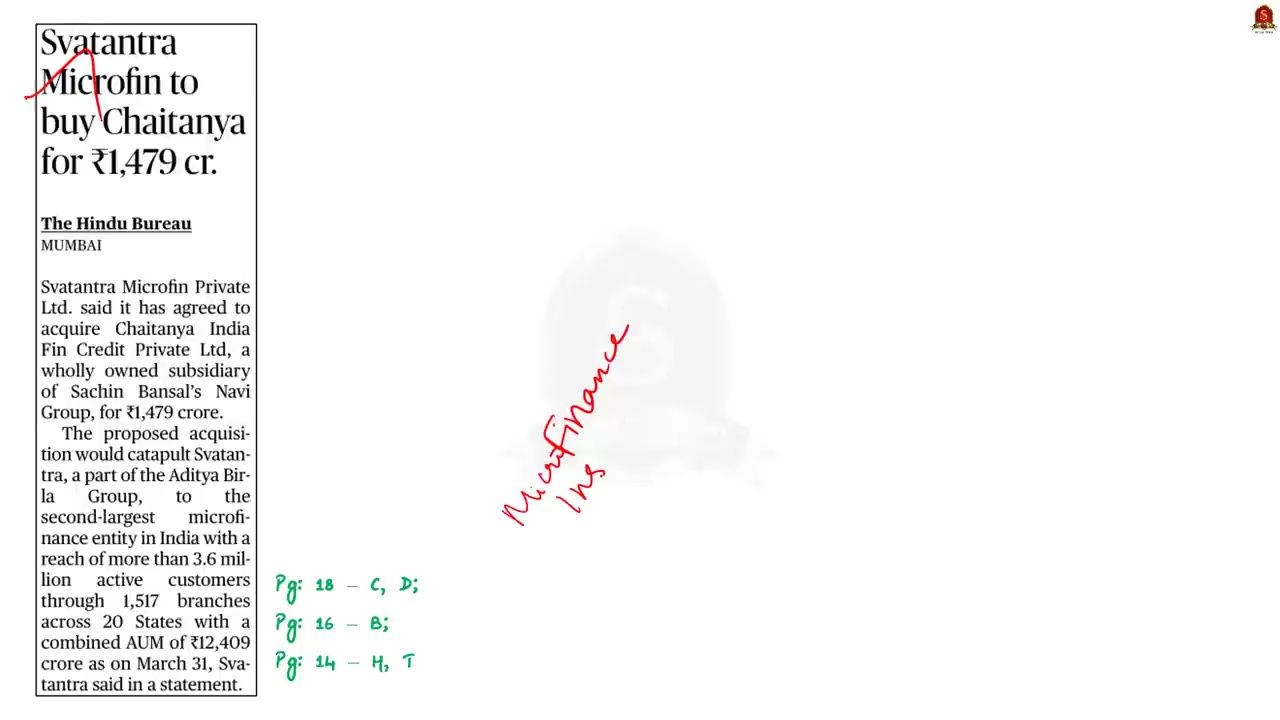 Svatantra
Microfin to
buy Chaitanya
for ₹1,479 cr.
The Hindu Bureau
MUMBAI
Svatantra Microfin Private
Ltd. said it has agreed to
acquire Chaitanya India
Fin Credit Private Ltd, a
wholly owned subsidiary
of Sachin Bansal's Navi
Group, for ₹1,479 crore.
The proposed acquisi-
tion would catapult Svatan-
tra, a part of the Aditya Bir-
la Group, to the
second-largest microfi-
nance entity in India with a
reach of more than 3.6 mil-
lion active customers
through 1,517 branches
across 20 States with a
combined AUM of ₹12,409
crore as on March 31, Sva-
tantra said in a statement.
Microfinance
Ins
Pg: 18 – C, D;
Pg: 16 – B;
Pg: 14 – H, T